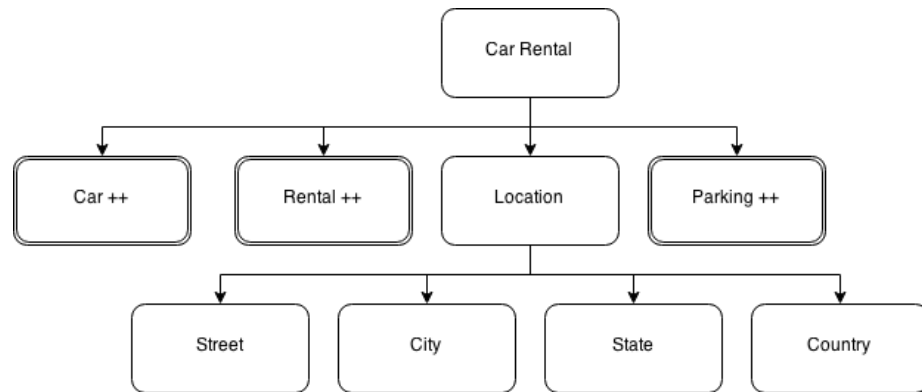 Car Rental
Car ++
Rental ++
Location
Parking ++
Street
City
State
Country